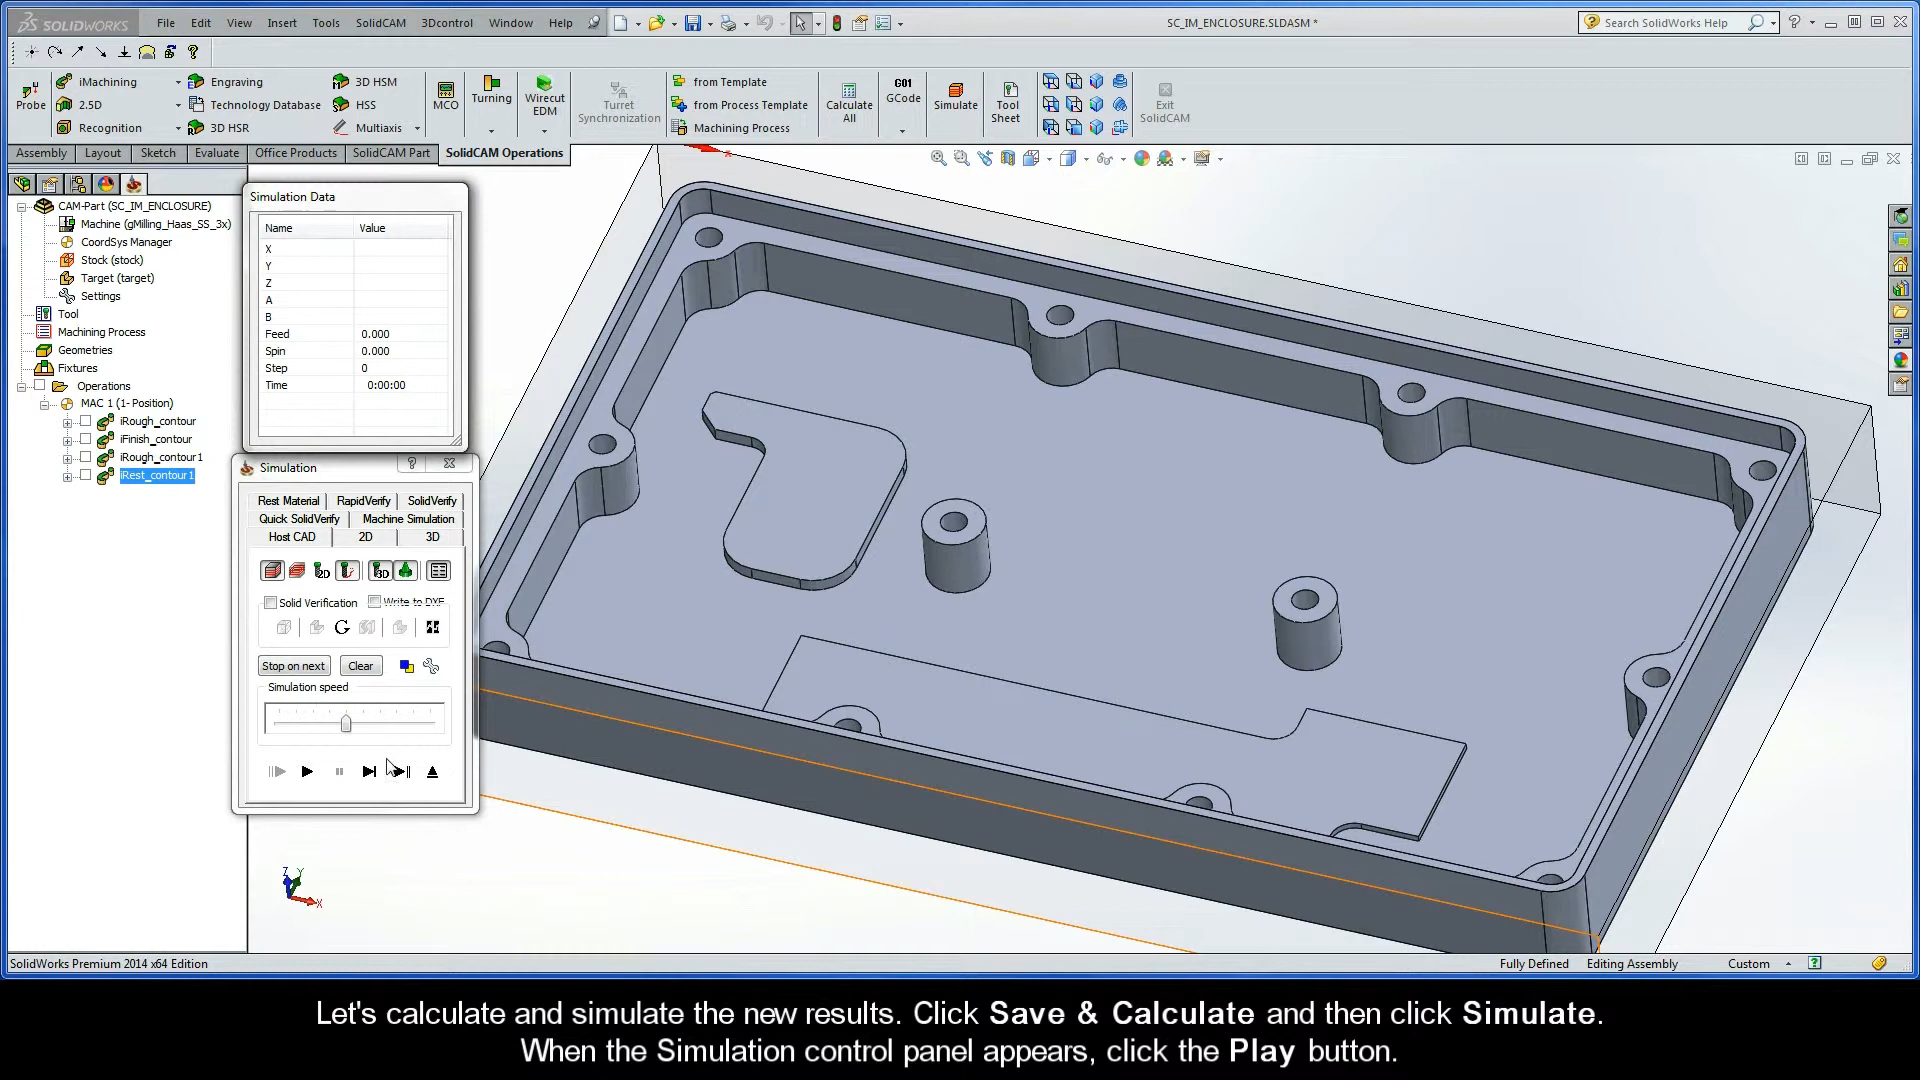 SOLIDWORKS File Edit View Insert Tools SolidCAM 3Dcontrol Window Help SC_IM_ENCLOSURE.SLDASM * Search SolidWorks Help
iMachining Engraving 3D HSM from Template
Probe 2.5D Technology Database HSS MCO Turning Wirecut EDM Turret Synchronization from Process Template Calculate All G01 GCode Simulate Tool Sheet Exit SolidCAM
Recognition 3D HSR Multiaxis Machining Process
Assembly Layout Sketch Evaluate Office Products SolidCAM Part SolidCAM Operations
CAM-Part (SC_IM_ENCLOSURE)
Machine (gMilling_Haas_SS_3x)
CoordSys Manager
Stock (stock)
Target (target)
Settings
Tool
Machining Process
Geometries
Fixtures
Operations
MAC 1 (1- Position)
iRough_contour
iFinish_contour
iRough_contour1
iRest_contour1
Simulation Data
Name Value
X
Y
Z
A
B
Feed 0.000
Spin 0.000
Step 0
Time 0:00:00
Simulation
Rest Material RapidVerify SolidVerify
Quick SolidVerify Machine Simulation
Host CAD 2D 3D
2D 3D
Solid Verification Write to DXF
Stop on next Clear
Simulation speed
Z Y X
x
SolidWorks Premium 2014 x64 Edition Fully Defined Editing Assembly Custom
Let's calculate and simulate the new results. Click Save & Calculate and then click Simulate.
When the Simulation control panel appears, click the Play button.